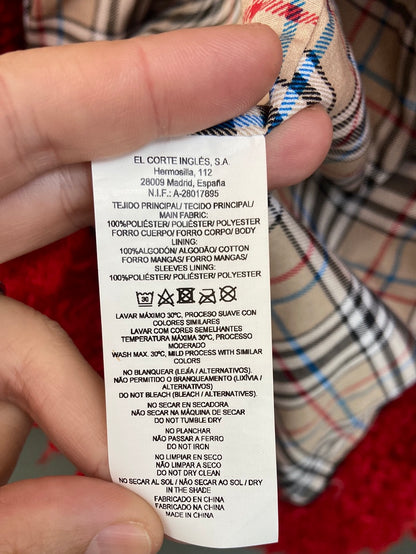 EL CORTE INGLÉS, S.A
Hermosilla, 112
28009 Madrid, España
N.I.F.: A-28017895
TEJIDO PRINCIPAL/ TECIDO PRINCIPAL/
MAIN FABRIC:
100%POLIÉSTER/ POLIÉSTER/ POLYESTER
FORRO CUERPO/ FORRO CORPO/ BODY
LINING:
100%ALGODÓN/ ALGODÃO/ COTTON
FORRO MANGAS/ FORRO MANGAS/
SLEEVES LINING:
100%POLIÉSTER/ POLIÉSTER/ POLYESTER
30
LAVAR MÁXIMO 30ºC, PROCESO SUAVE CON
COLORES SIMILARES
LAVAR COM CORES SEMELHANTES
TEMPERATURA MÁXIMA 30ºC, PROCESSO
MODERADO
WASH MAX. 30ºC, MILD PROCESS WITH SIMILAR
COLORS
NO BLANQUEAR (LEJÍA / ALTERNATIVOS).
NÃO PERMITIDO O BRANQUEAMENTO (LIXÍVIA /
ALTERNATIVOS)
DO NOT BLEACH (BLEACH / ALTERNATIVES).
NO SECAR EN SECADORA
NÃO SECAR NA MÁQUINA DE SECAR
DO NOT TUMBLE DRY
NO PLANCHAR
NÃO PASSAR A FERRO
DO NOT IRON
NO LIMPIAR EN SECO
NÃO LIMPAR A SECO
DO NOT DRY CLEAN
NO SECAR AL SOL / NÃO SECAR AO SOL / DRY
IN THE SHADE
FABRICADO EN CHINA
FABRICADO EM CHINA
MADE IN CHINA